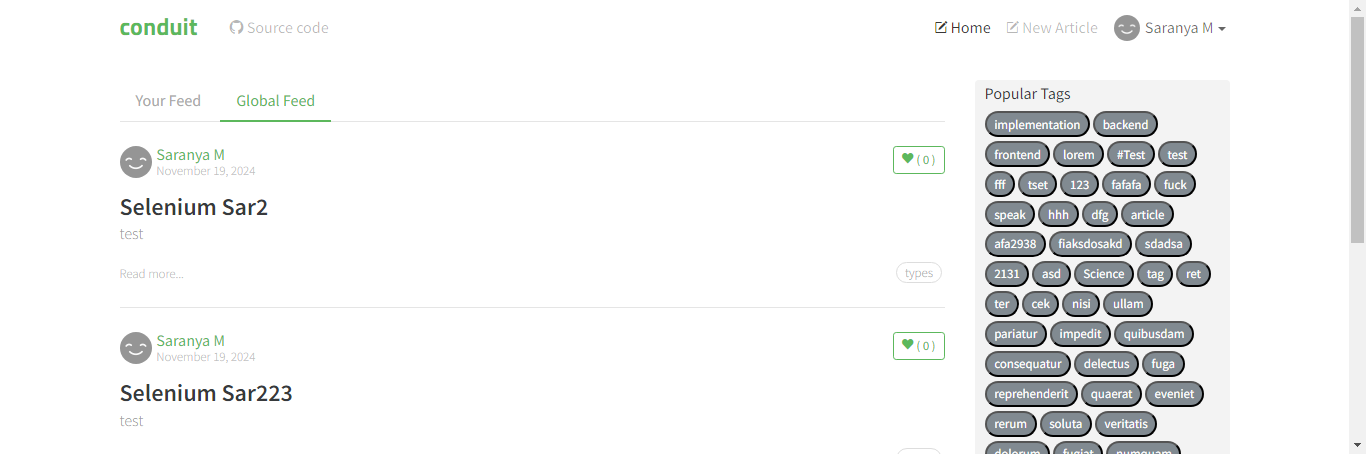 conduit Source code Home New Article Saranya M
Your Feed Global Feed
Saranya M
November 19, 2024
( 0 )
Selenium Sar2
test
Read more...
types
Saranya M
November 19, 2024
( 0 )
Selenium Sar223
test
Popular Tags
implementation backend
frontend lorem #Test test
fff tset 123 fafafa fuck
speak hhh dfg article
afa2938 fiaksdosakd sdadsa
2131 asd Science tag ret
ter cek nisi ullam
pariatur impedit quibusdam
consequatur delectus fuga
reprehenderit quaerat eveniet
rerum soluta veritatis
dolorum fugiat numquam